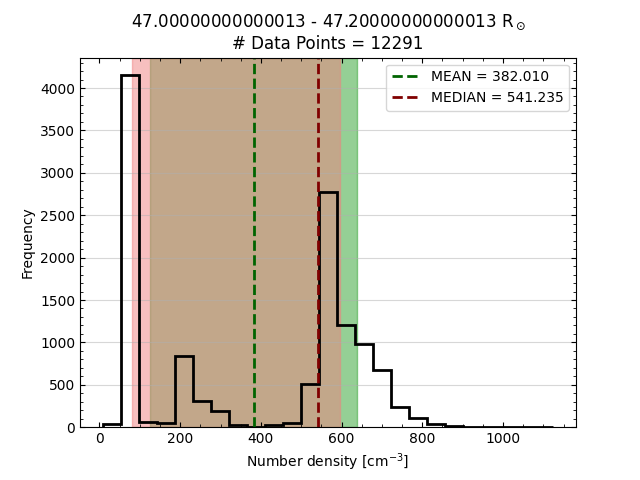 47.00000000000013 - 47.20000000000013 R⊙
# Data Points = 12291
MEAN = 382.010
MEDIAN = 541.235
Frequency
4000
3500
3000
2500
2000
1500
1000
500
0
0 200 400 600 800 1000
Number density [cm⁻³]